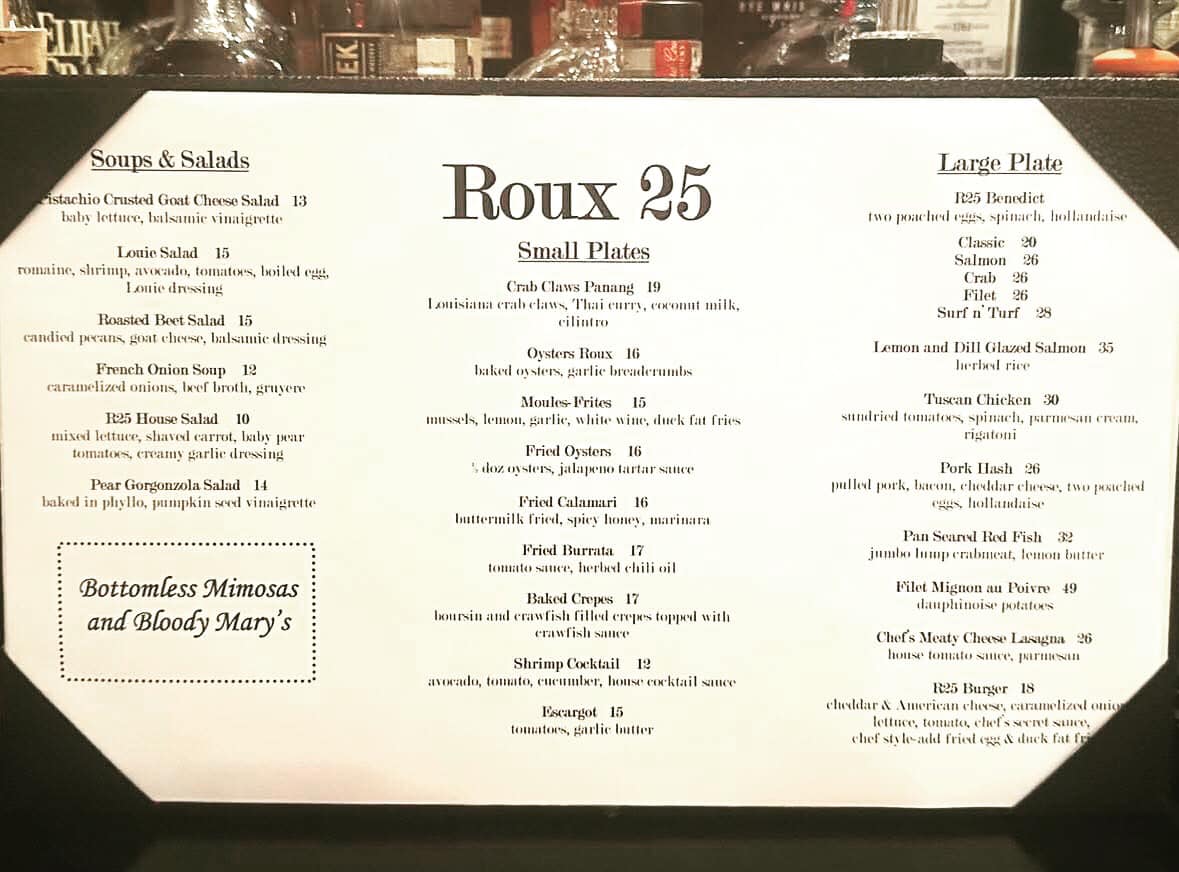 ELIJAH
EK
RYE WHIS
Soups & Salads
istachio Crusted Goat Cheese Salad 13
baby lettuce, balsamic vinaigrette
Louie Salad 15
romaine, shrimp, avocado, tomatoes, boiled egg,
Louie dressing
Roasted Beet Salad 15
candied pecans, goat cheese, balsamic dressing
French Onion Soup 12
caramelized onions, beef broth, gruyere
R25 House Salad 10
mixed lettuce, shaved carrot, baby pear
tomatoes, creamy garlic dressing
Pear Gorgonzola Salad 14
baked in phyllo, pumpkin seed vinaigrette
Bottomless Mimosas
and Bloody Mary's
Roux 25
Small Plates
Crab Claws Panang 19
Louisiana crab claws, Thai curry, coconut milk,
cilintro
Oysters Roux 16
baked oysters, garlic breadcrumbs
Moules-Frites 15
mussels, lemon, garlic, white wine, duck fat fries
Fried Oysters 16
½ doz oysters, jalapeno tartar sauce
Fried Calamari 16
buttermilk fried, spicy honey, marinara
Fried Burrata 17
tomato sauce, herbed chili oil
Baked Crepes 17
boursin and crawfish filled crepes topped with
crawfish sauce
Shrimp Cocktail 12
avocado, tomato, cucumber, house cocktail sauce
Escargot 15
tomatoes, garlic butter
Large Plate
R25 Benedict
two poached eggs, spinach, hollandaise
Classic 20
Salmon 26
Crab 26
Filet 26
Surf n' Turf 28
Lemon and Dill Glazed Salmon 35
herbed rice
Tuscan Chicken 30
sundried tomatoes, spinach, parmesan cream,
rigatoni
Pork Hash 26
pulled pork, bacon, cheddar cheese, two poached
eggs, hollandaise
Pan Seared Red Fish 32
jumbo lump crabmeat, lemon butter
Filet Mignon au Poivre 49
dauphinoise potatoes
Chef's Meaty Cheese Lasagna 26
house tomato sauce, parmesan
R25 Burger 18
cheddar & American cheese, caramelized onio
lettuce, tomato, chef's secret sauce,
chef style-add fried egg & duck fat fri